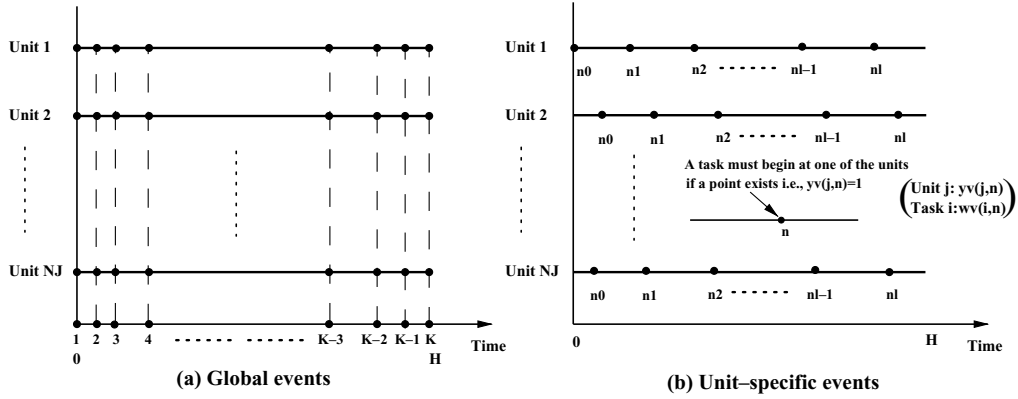 Unit 1
Unit 2
Unit NJ
1 2 3 4 K–3 K–2 K–1 K
0 H Time
(a) Global events
Unit 1
n0 n1 n2 nl–1 nl
Unit 2
n0 n1 n2 nl–1 nl
A task must begin at one of the units
if a point exists i.e., yv(j,n)=1
n
(Unit j: yv(j,n)
Task i:wv(i,n))
Unit NJ
n0 n1 n2 nl–1 nl
0 H Time
(b) Unit–specific events